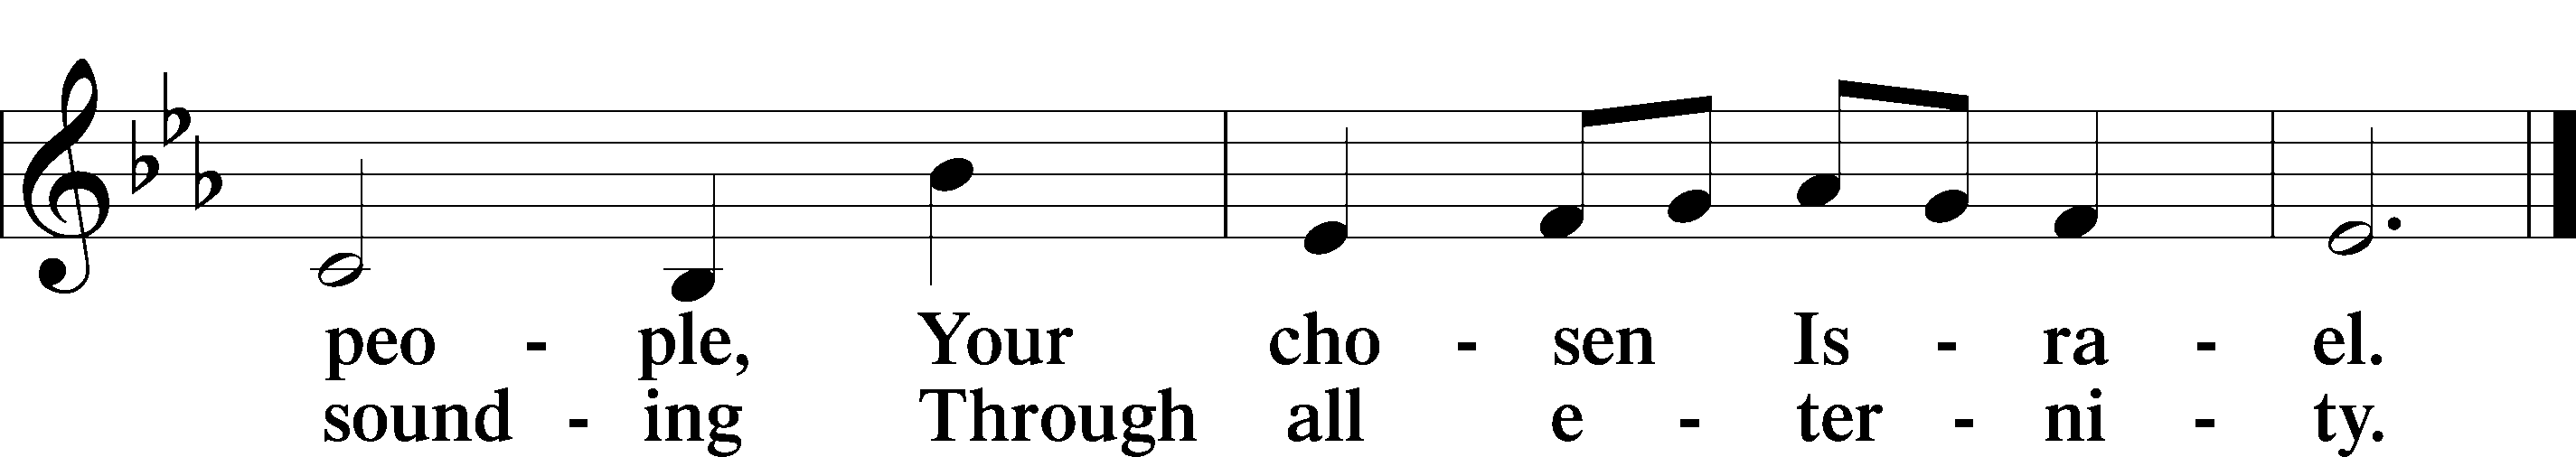 peo - ple, Your cho - sen Is - ra - el.
sound - ing Through all e - ter - ni - ty.